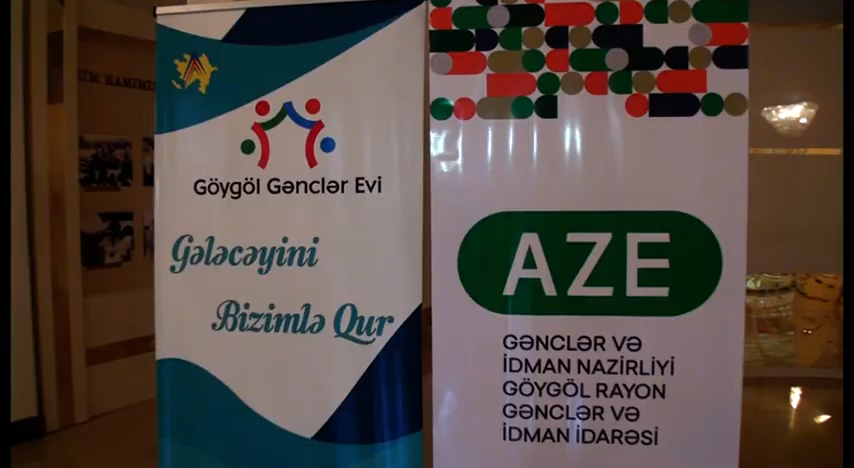 Göygöl Gənclər Evi
Gələcəyini
Bizimlə Qur
AZE
GƏNCLƏR VƏ
İDMAN NAZİRLİYİ
GÖYGÖL RAYON
GƏNCLƏR VƏ
İDMAN İDARƏSİ